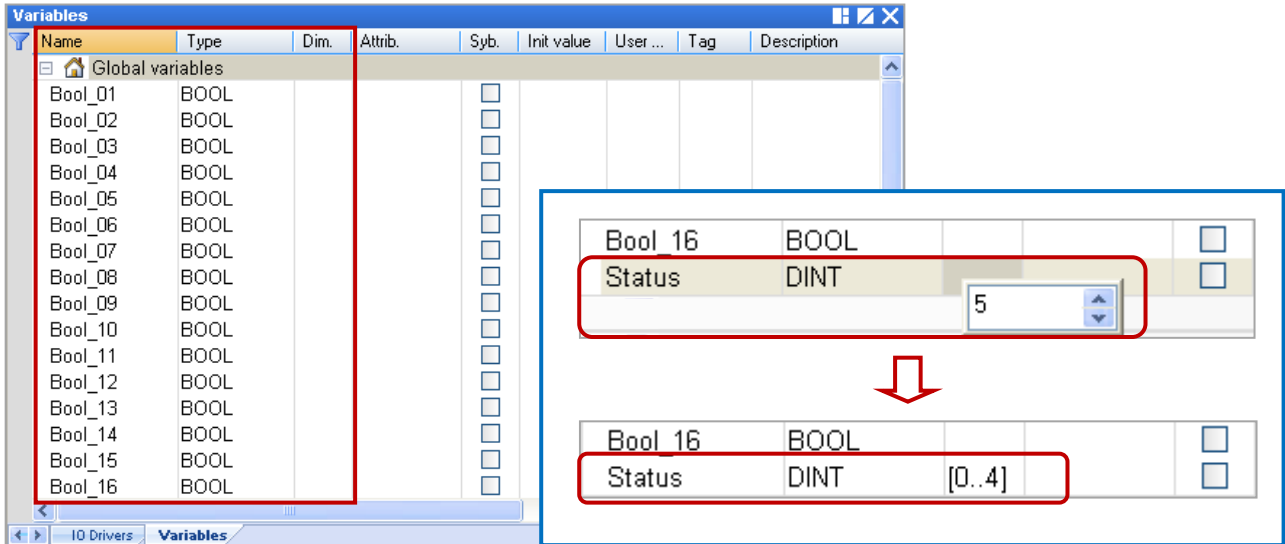 Variables
Name Type Dim. Attrib. Syb. Init value User ... Tag Description
Global variables
Bool_01 BOOL
Bool_02 BOOL
Bool_03 BOOL
Bool_04 BOOL
Bool_05 BOOL
Bool_06 BOOL
Bool_07 BOOL
Bool_08 BOOL
Bool_09 BOOL
Bool_10 BOOL
Bool_11 BOOL
Bool_12 BOOL
Bool_13 BOOL
Bool_14 BOOL
Bool_15 BOOL
Bool_16 BOOL
IO Drivers Variables
Bool_16 BOOL
Status DINT
5
Bool_16 BOOL
Status DINT [0..4]